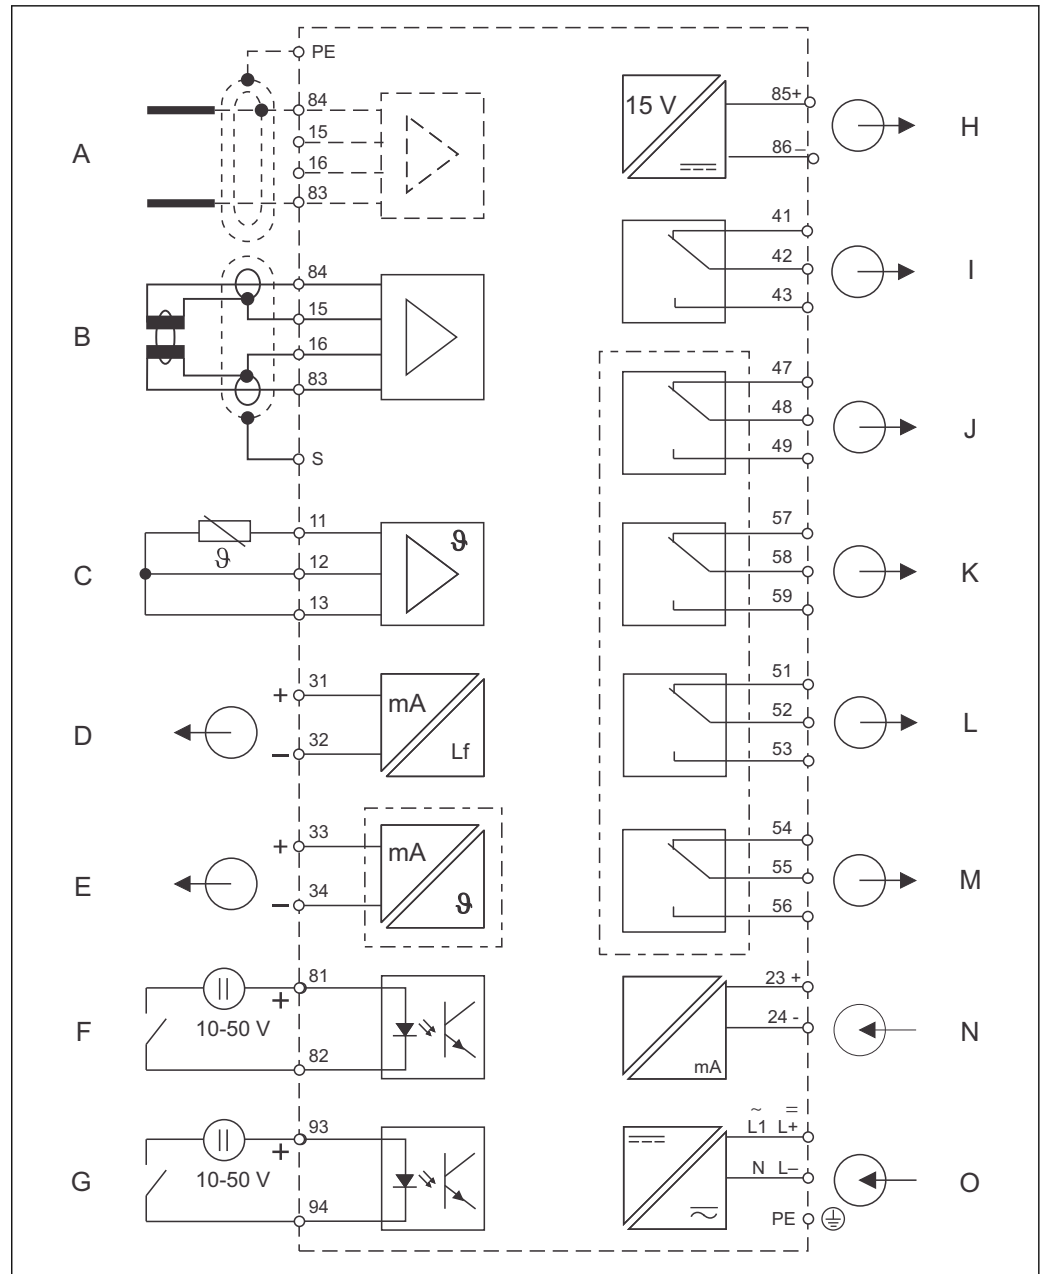 PE
A
84
15
16
83
B
84
15
16
83
S
C
ϑ
11
12
13
ϑ
D
+
31
−
32
mA
Lf
E
+
33
−
34
mA
ϑ
F
10-50 V
+
81
82
G
10-50 V
+
93
94
15 V
85+
86 –
H
41
42
43
I
47
48
49
J
57
58
59
K
51
52
53
L
54
55
56
M
mA
23 +
24 -
N
~ =
L1 L+
N L–
PE
O